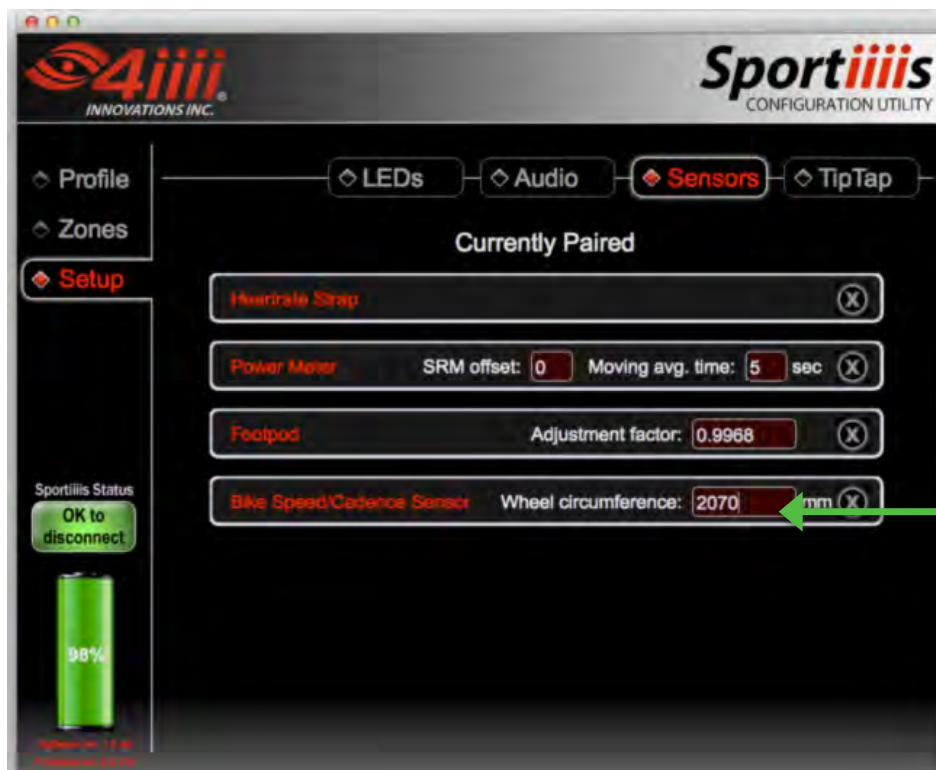 4iiii
INNOVATIONS INC.®
Sportiiiis
CONFIGURATION UTILITY
Profile
Zones
Setup
LEDs
Audio
Sensors
TipTap
Currently Paired
Heartrate Strap
X
Power Meter SRM offset: 0 Moving avg. time: 5 sec X
Footpod Adjustment factor: 0.9968 X
Bike Speed/Cadence Sensor Wheel circumference: 2070 mm X
Sportiiiis Status
OK to
disconnect
98%